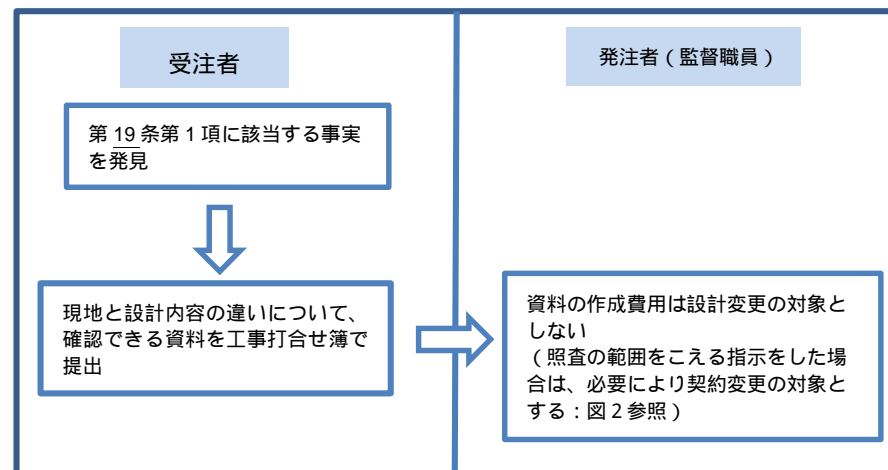 受注者
発注者（監督職員）
第 19 条第 1 項に該当する事実
を発見
現地と設計内容の違いについて、
確認できる資料を工事打合せ簿で
提出
資料の作成費用は設計変更の対象と
しない
（照査の範囲をこえる指示をした場
合は、必要により契約変更の対象と
する：図２参照）